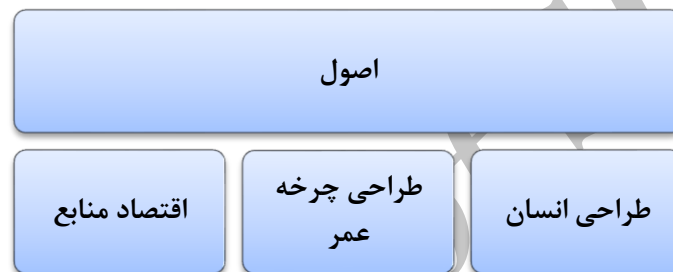 اصول
طراحی انسان
طراحی چرخه
عمر
اقتصاد منابع